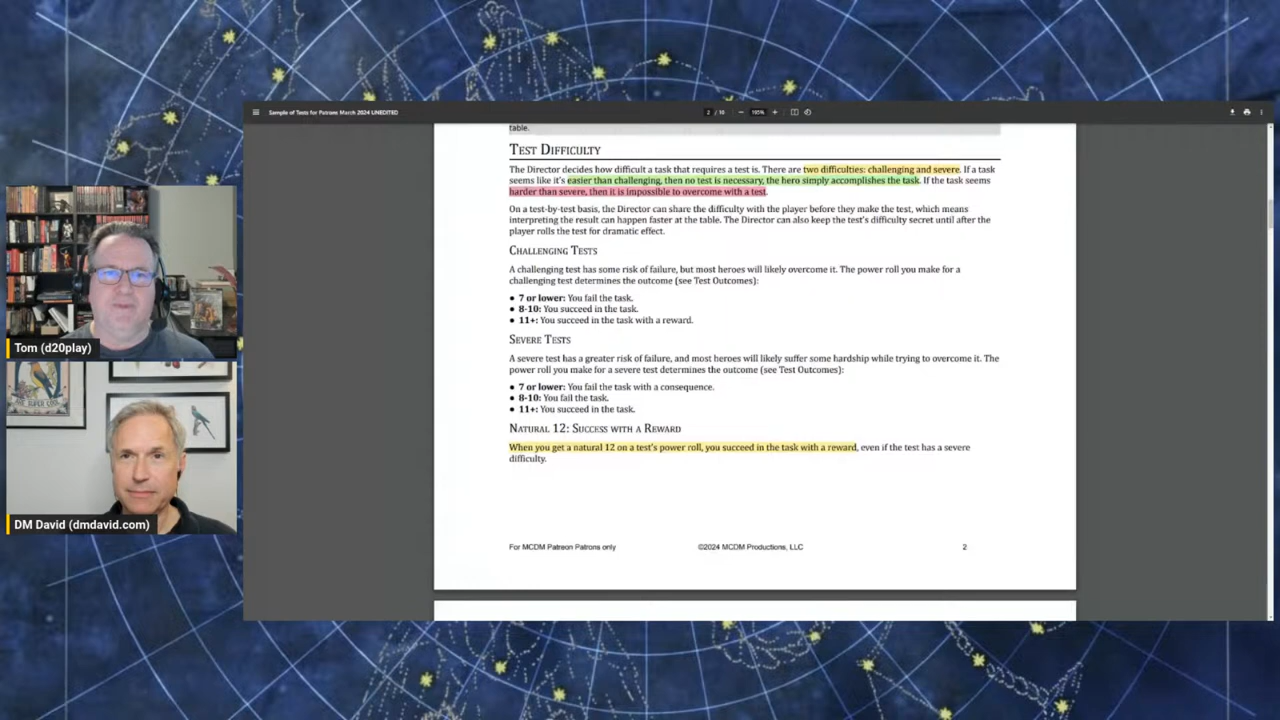 Sample of Tests for Patrons March 2024 UNEDITED
2 / 10
195%
table.
TEST DIFFICULTY
The Director decides how difficult a task that requires a test is. There are two difficulties: challenging and severe. If a task
seems like it's easier than challenging, then no test is necessary, the hero simply accomplishes the task. If the task seems
harder than severe, then it is impossible to overcome with a test.
On a test-by-test basis, the Director can share the difficulty with the player before they make the test, which means
interpreting the result can happen faster at the table. The Director can also keep the test's difficulty secret until after the
player rolls the test for dramatic effect.
CHALLENGING TESTS
A challenging test has some risk of failure, but most heroes will likely overcome it. The power roll you make for a
challenging test determines the outcome (see Test Outcomes):
● 7 or lower: You fail the task.
● 8-10: You succeed in the task.
● 11+: You succeed in the task with a reward.
SEVERE TESTS
A severe test has a greater risk of failure, and most heroes will likely suffer some hardship while trying to overcome it. The
power roll you make for a severe test determines the outcome (see Test Outcomes):
● 7 or lower: You fail the task with a consequence.
● 8-10: You fail the task.
● 11+: You succeed in the task.
NATURAL 12: SUCCESS WITH A REWARD
When you get a natural 12 on a test's power roll, you succeed in the task with a reward, even if the test has a severe
difficulty.
For MCDM Patreon Patrons only ©2024 MCDM Productions, LLC 2
Tom (d20play)
DM David (dmdavid.com)